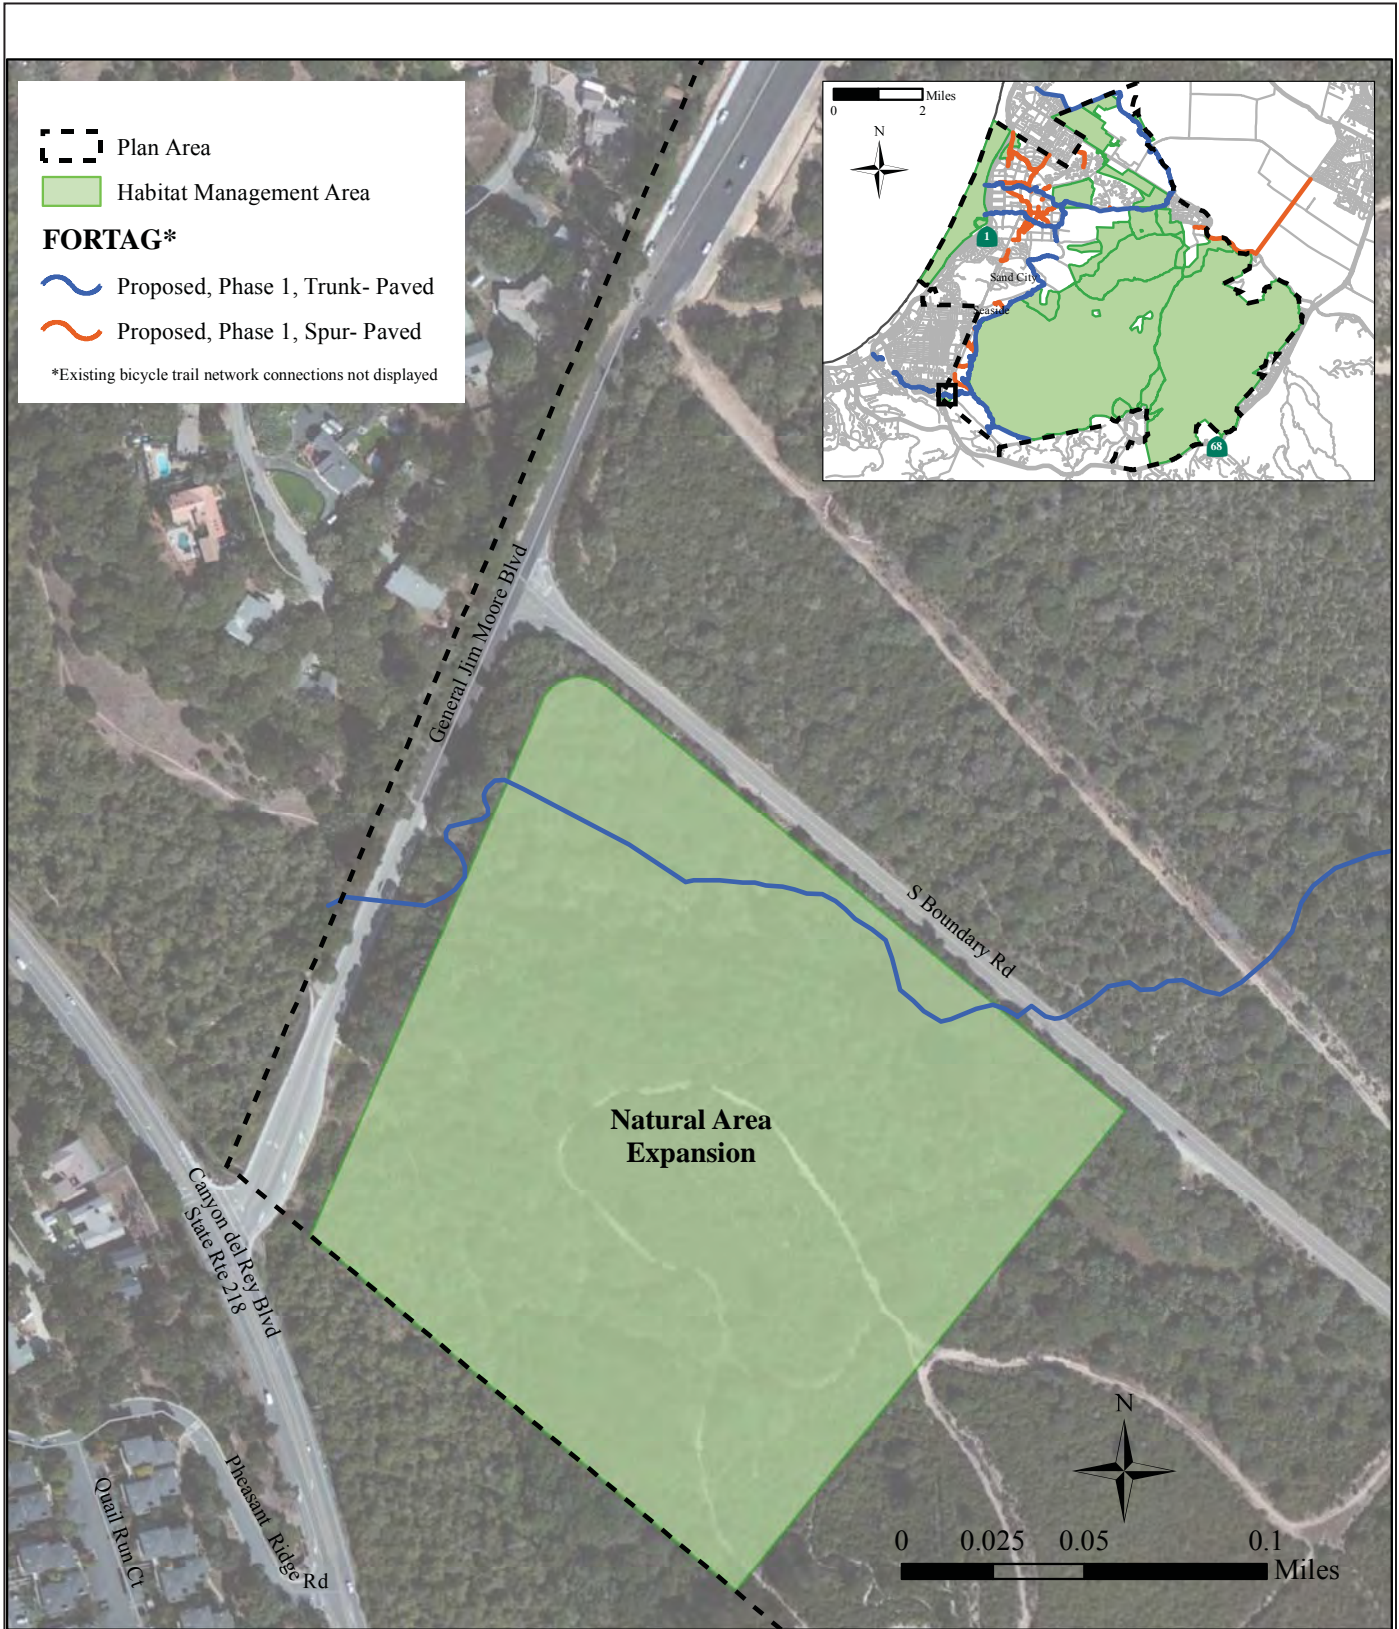 Plan Area
Habitat Management Area
FORTAG*
Proposed, Phase 1, Trunk- Paved
Proposed, Phase 1, Spur- Paved
*Existing bicycle trail network connections not displayed
Miles
0 2
N
1
Sand City
Seaside
68
General Jim Moore Blvd
S Boundary Rd
Natural Area
Expansion
Canyon del Rey Blvd
State Rte 218
Pheasant Ridge Rd
Quail Run Ct
N
0 0.025 0.05 0.1
Miles